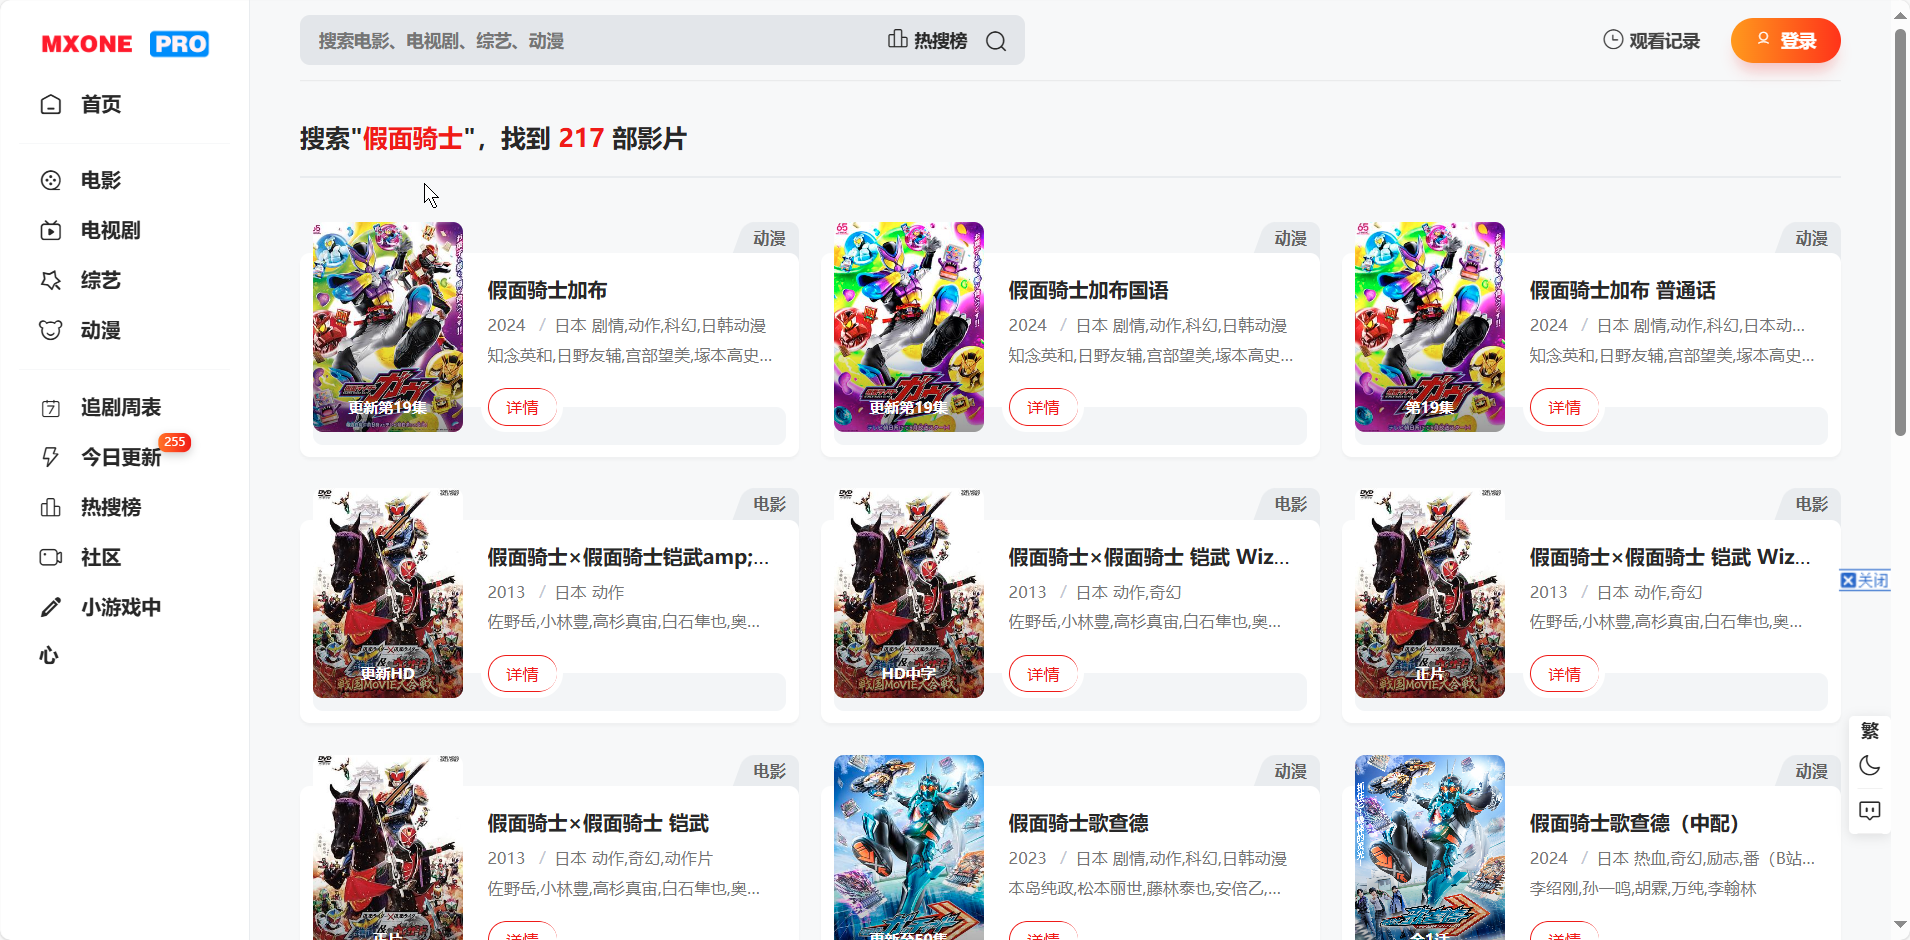 MXONE PRO
搜索电影、电视剧、综艺、动漫
热搜榜
观看记录
登录
首页
电影
电视剧
综艺
动漫
追剧周表
今日更新
255
热搜榜
社区
小游戏中
心
搜索"假面骑士"，找到 217 部影片
动漫
假面骑士加布
2024 / 日本 剧情,动作,科幻,日韩动漫
知念英和,日野友辅,宫部望美,塚本高史...
更新第19集
详情
动漫
假面骑士加布国语
2024 / 日本 剧情,动作,科幻,日韩动漫
知念英和,日野友辅,宫部望美,塚本高史...
更新第19集
详情
动漫
假面骑士加布 普通话
2024 / 日本 剧情,动作,科幻,日本动...
知念英和,日野友辅,宫部望美,塚本高史...
第19集
详情
电影
假面骑士×假面骑士铠武amp;...
2013 / 日本 动作
佐野岳,小林豊,高杉真宙,白石隼也,奥...
更新HD
详情
电影
假面骑士×假面骑士 铠武 Wiz...
2013 / 日本 动作,奇幻
佐野岳,小林豊,高杉真宙,白石隼也,奥...
HD中字
详情
电影
假面骑士×假面骑士 铠武 Wiz...
2013 / 日本 动作,奇幻
佐野岳,小林豊,高杉真宙,白石隼也,奥...
正片
详情
电影
假面骑士×假面骑士 铠武
2013 / 日本 动作,奇幻,动作片
佐野岳,小林豊,高杉真宙,白石隼也,奥...
正片
详情
动漫
假面骑士歌查德
2023 / 日本 剧情,动作,科幻,日韩动漫
本岛纯政,松本丽世,藤林泰也,安倍乙,...
更新至50集
详情
动漫
假面骑士歌查德（中配）
2024 / 日本 热血,奇幻,励志,番（B站...
李绍刚,孙一鸣,胡霖,万纯,李翰林
详情
关闭
繁